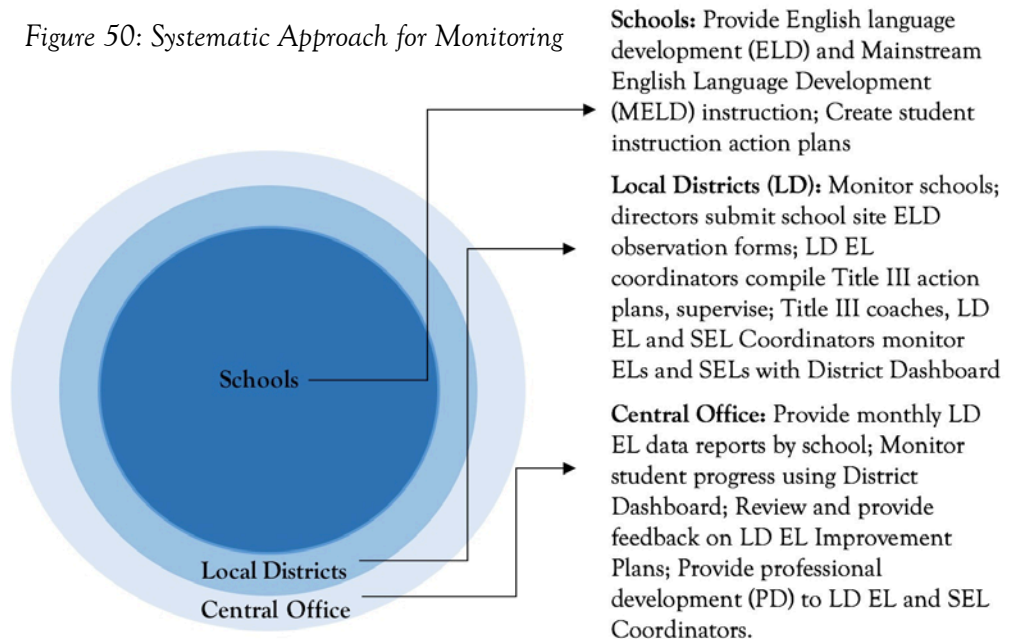 Figure 50: Systematic Approach for Monitoring
Schools: Provide English language
development (ELD) and Mainstream
English Language Development
(MELD) instruction; Create student
instruction action plans
Local Districts (LD): Monitor schools;
directors submit school site ELD
observation forms; LD EL
coordinators compile Title III action
plans, supervise; Title III coaches, LD
EL and SEL Coordinators monitor
ELs and SELs with District Dashboard
Central Office: Provide monthly LD
EL data reports by school; Monitor
student progress using District
Dashboard; Review and provide
feedback on LD EL Improvement
Plans; Provide professional
development (PD) to LD EL and SEL
Coordinators.
Schools
Local Districts
Central Office